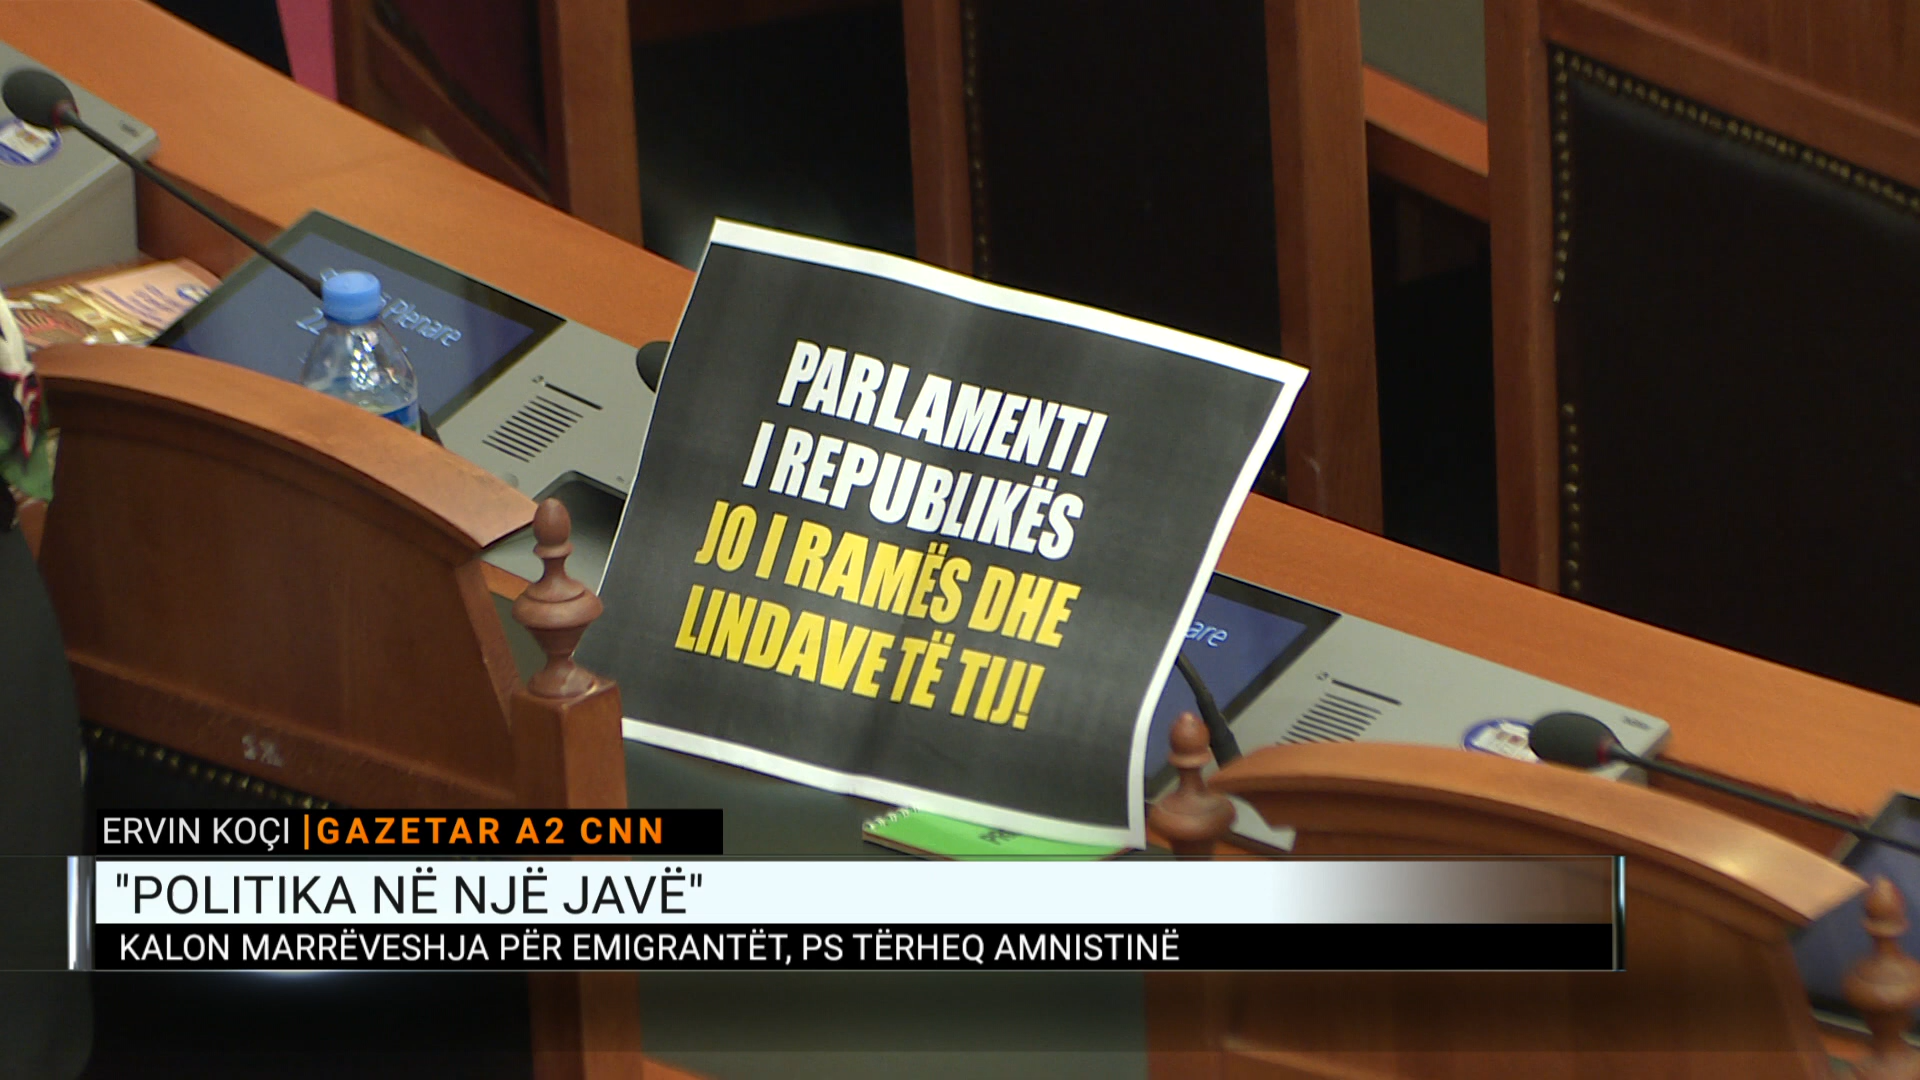 Plenare
PARLAMENTI
I REPUBLIKËS
JO I RAMËS DHE
LINDAVE TË TIJ!
ERVIN KOÇI | GAZETAR A2 CNN
"POLITIKA NË NJË JAVË"
KALON MARRËVESHJA PËR EMIGRANTËT, PS TËRHEQ AMNISTINË